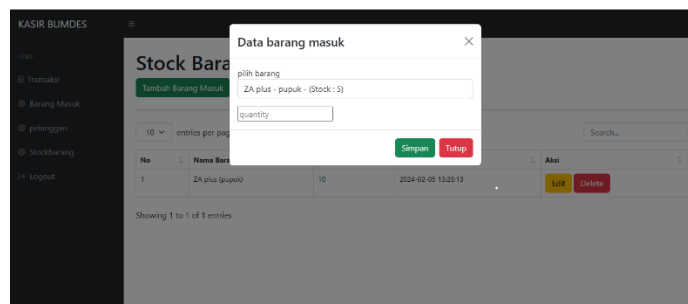 KASIR BUMDES
Data barang masuk
CORE
Stock Bara
pilih barang
Transaksi
Tambah Barang Masuk
ZA plus - pupuk - (Stock : 5)
Barang Masuk
quantity
pelanggan
10 entries per pag
Search...
Simpan Tutup
Stockbarang
No Nama Bara Aksi
Logout
1 ZA plus (pupuk) 10 2024-02-05 13:28:13 Edit Delete
Showing 1 to 1 of 1 entries